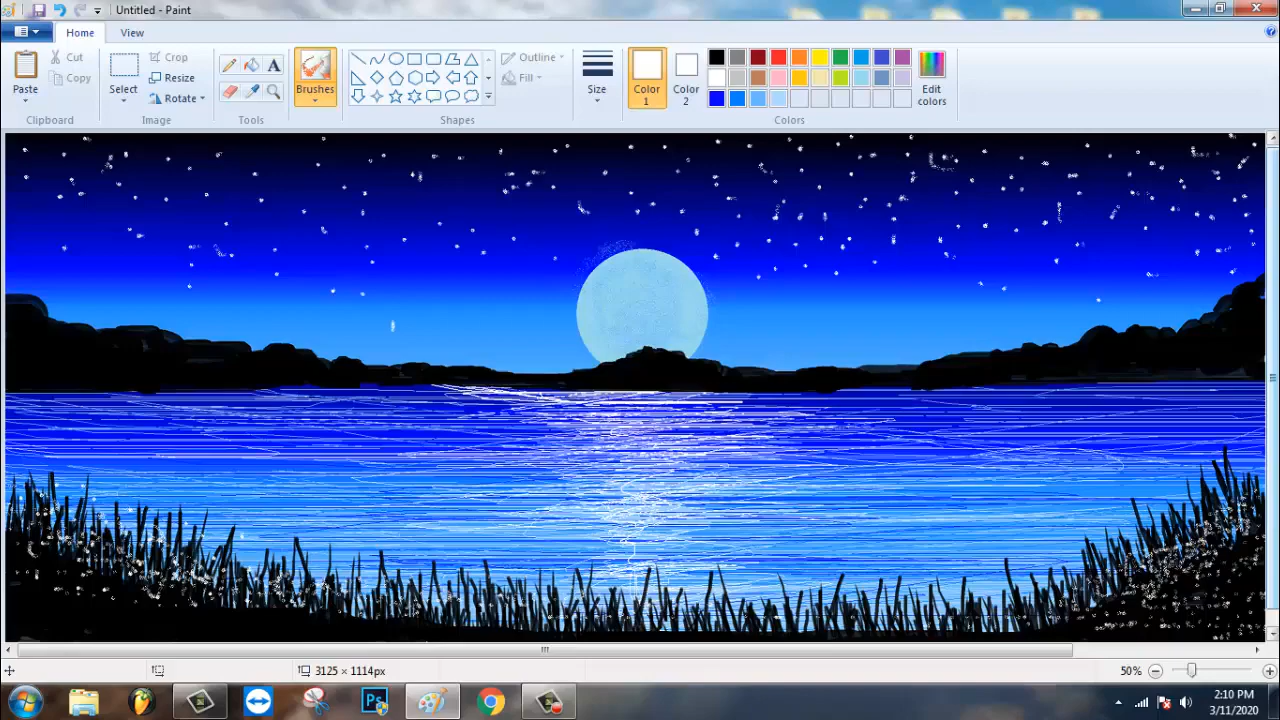 Untitled - Paint
Home View
Paste
Cut
Copy
Clipboard
Select
Crop
Resize
Rotate
Image
A
Tools
Brushes
Outline
Fill
Shapes
Size
Color
1
Color
2
Edit
colors
Colors
3125 × 1114px
50%
Ps
2:10 PM
3/11/2020